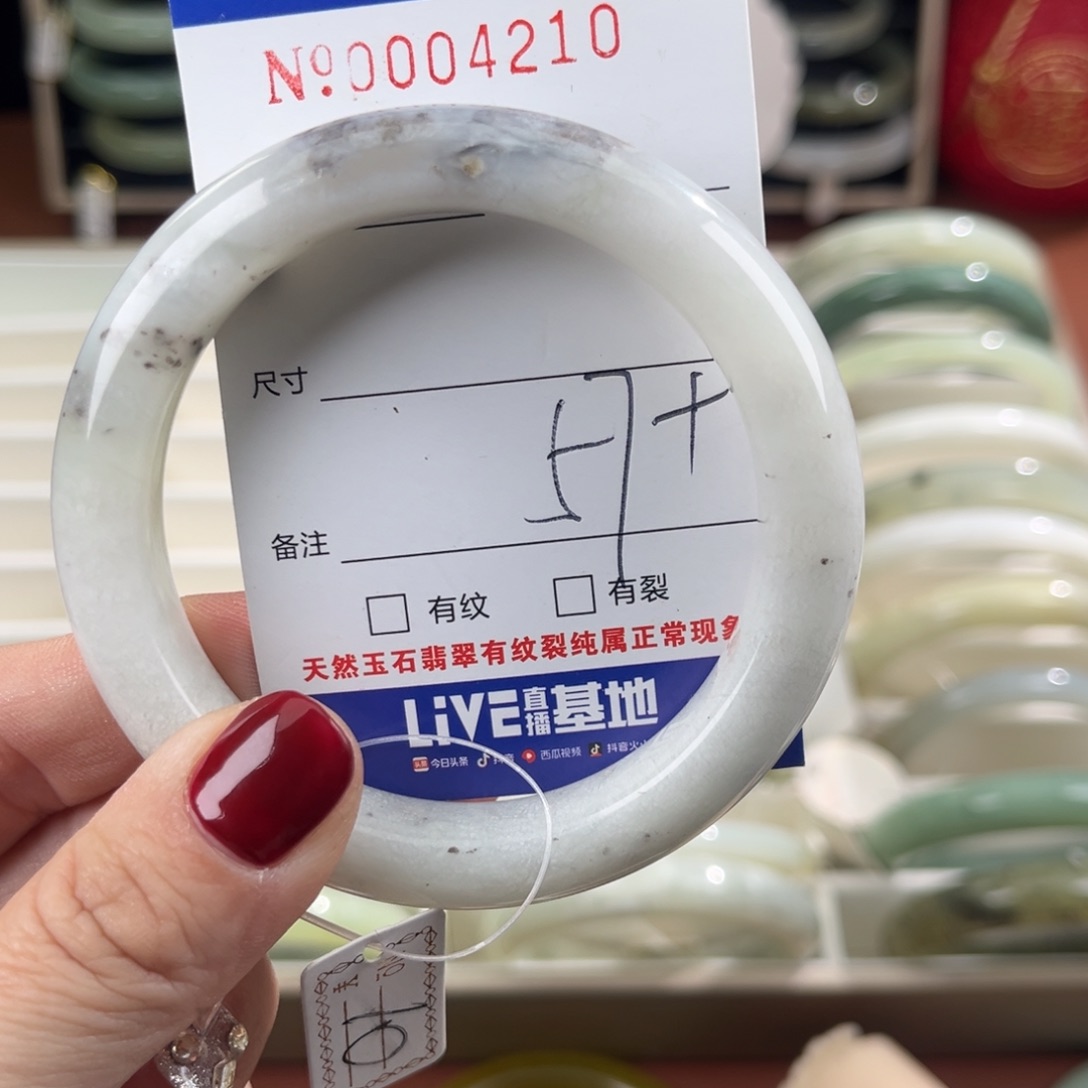 Nº0004210
尺寸 57+
备注
有纹 有裂
天然玉石翡翠有纹裂纯属正常现象
LiVE直播基地
今日头条 抖音 西瓜视频 抖音火